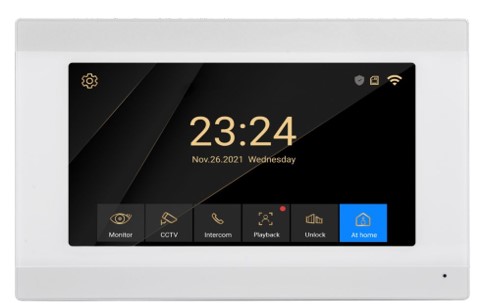 23:24
Nov.26.2021 Wednesday
Monitor CCTV Intercom Playback Unlock At home